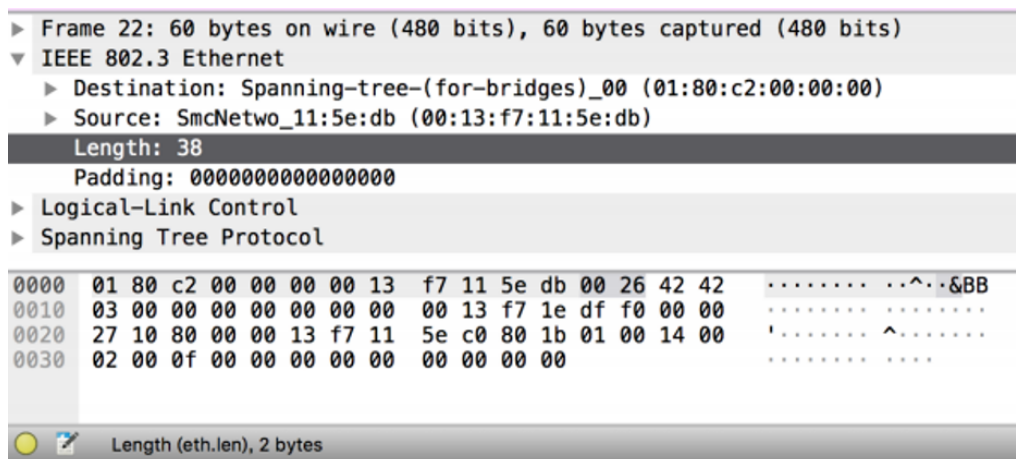 Frame 22: 60 bytes on wire (480 bits), 60 bytes captured (480 bits)
IEEE 802.3 Ethernet
Destination: Spanning-tree-(for-bridges)_00 (01:80:c2:00:00:00)
Source: SmcNetwo_11:5e:db (00:13:f7:11:5e:db)
Length: 38
Padding: 0000000000000000
Logical-Link Control
Spanning Tree Protocol
0000 01 80 c2 00 00 00 00 13 f7 11 5e db 00 26 42 42 ........ ..^..&BB
0010 03 00 00 00 00 00 00 00 00 13 f7 1e df f0 00 00 ........ ........
0020 27 10 80 00 00 13 f7 11 5e c0 80 1b 01 00 14 00 '....... ^.......
0030 02 00 0f 00 00 00 00 00 00 00 00 00 ........ ....
Length (eth.len), 2 bytes